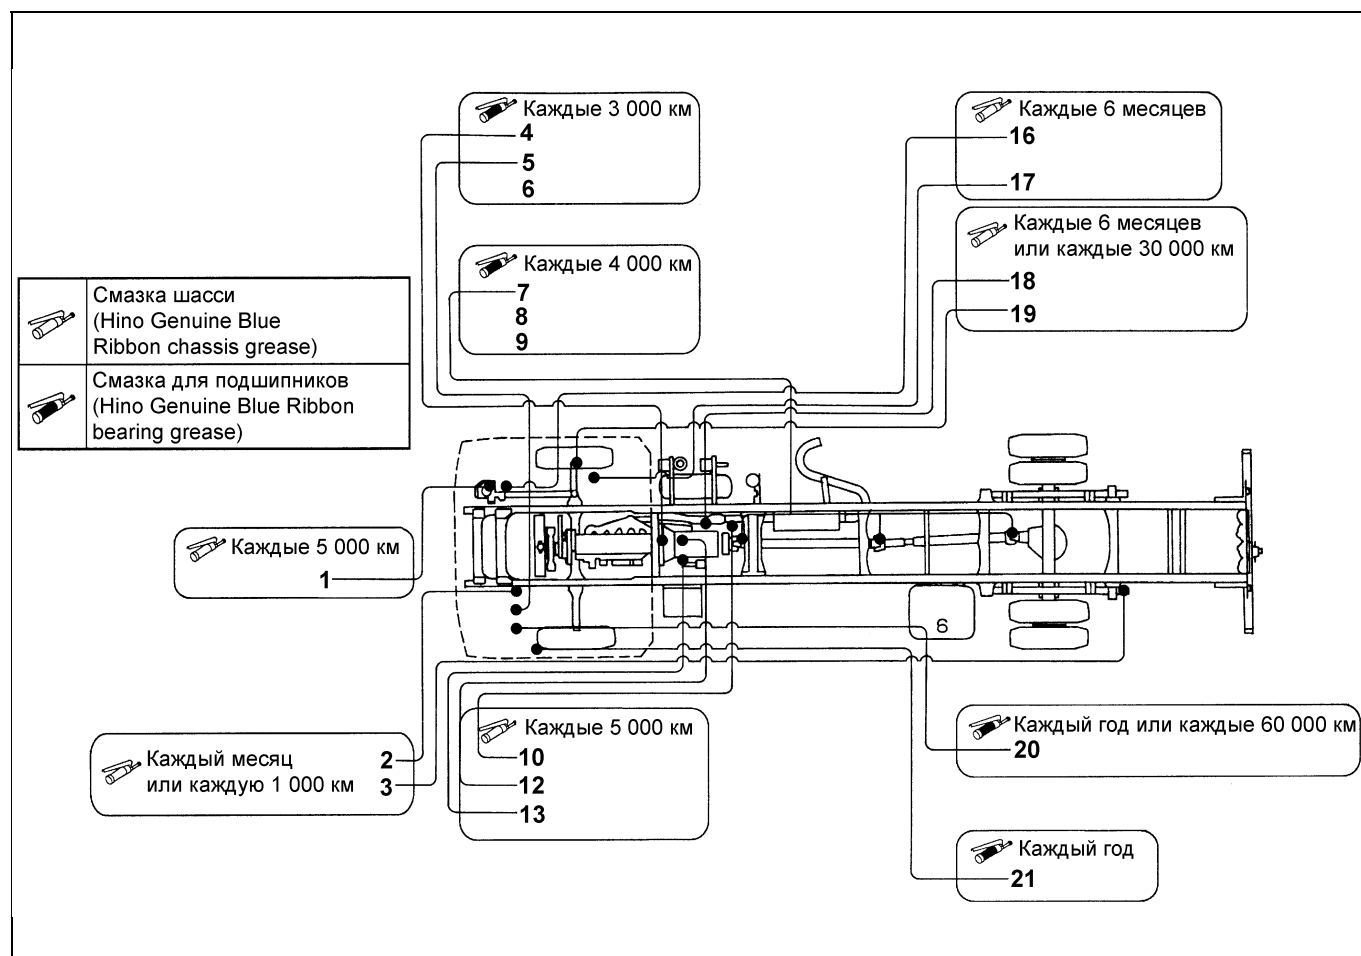 Каждые 3 000 км
4
5
6
Каждые 6 месяцев
16
17
Каждые 6 месяцев
или каждые 30 000 км
18
19
Каждые 4 000 км
7
8
9
Смазка шасси
(Hino Genuine Blue
Ribbon chassis grease)
Смазка для подшипников
(Hino Genuine Blue Ribbon
bearing grease)
Каждые 5 000 км
1
6
Каждый месяц
или каждую 1 000 км
2
3
Каждые 5 000 км
10
12
13
Каждый год или каждые 60 000 км
20
Каждый год
21